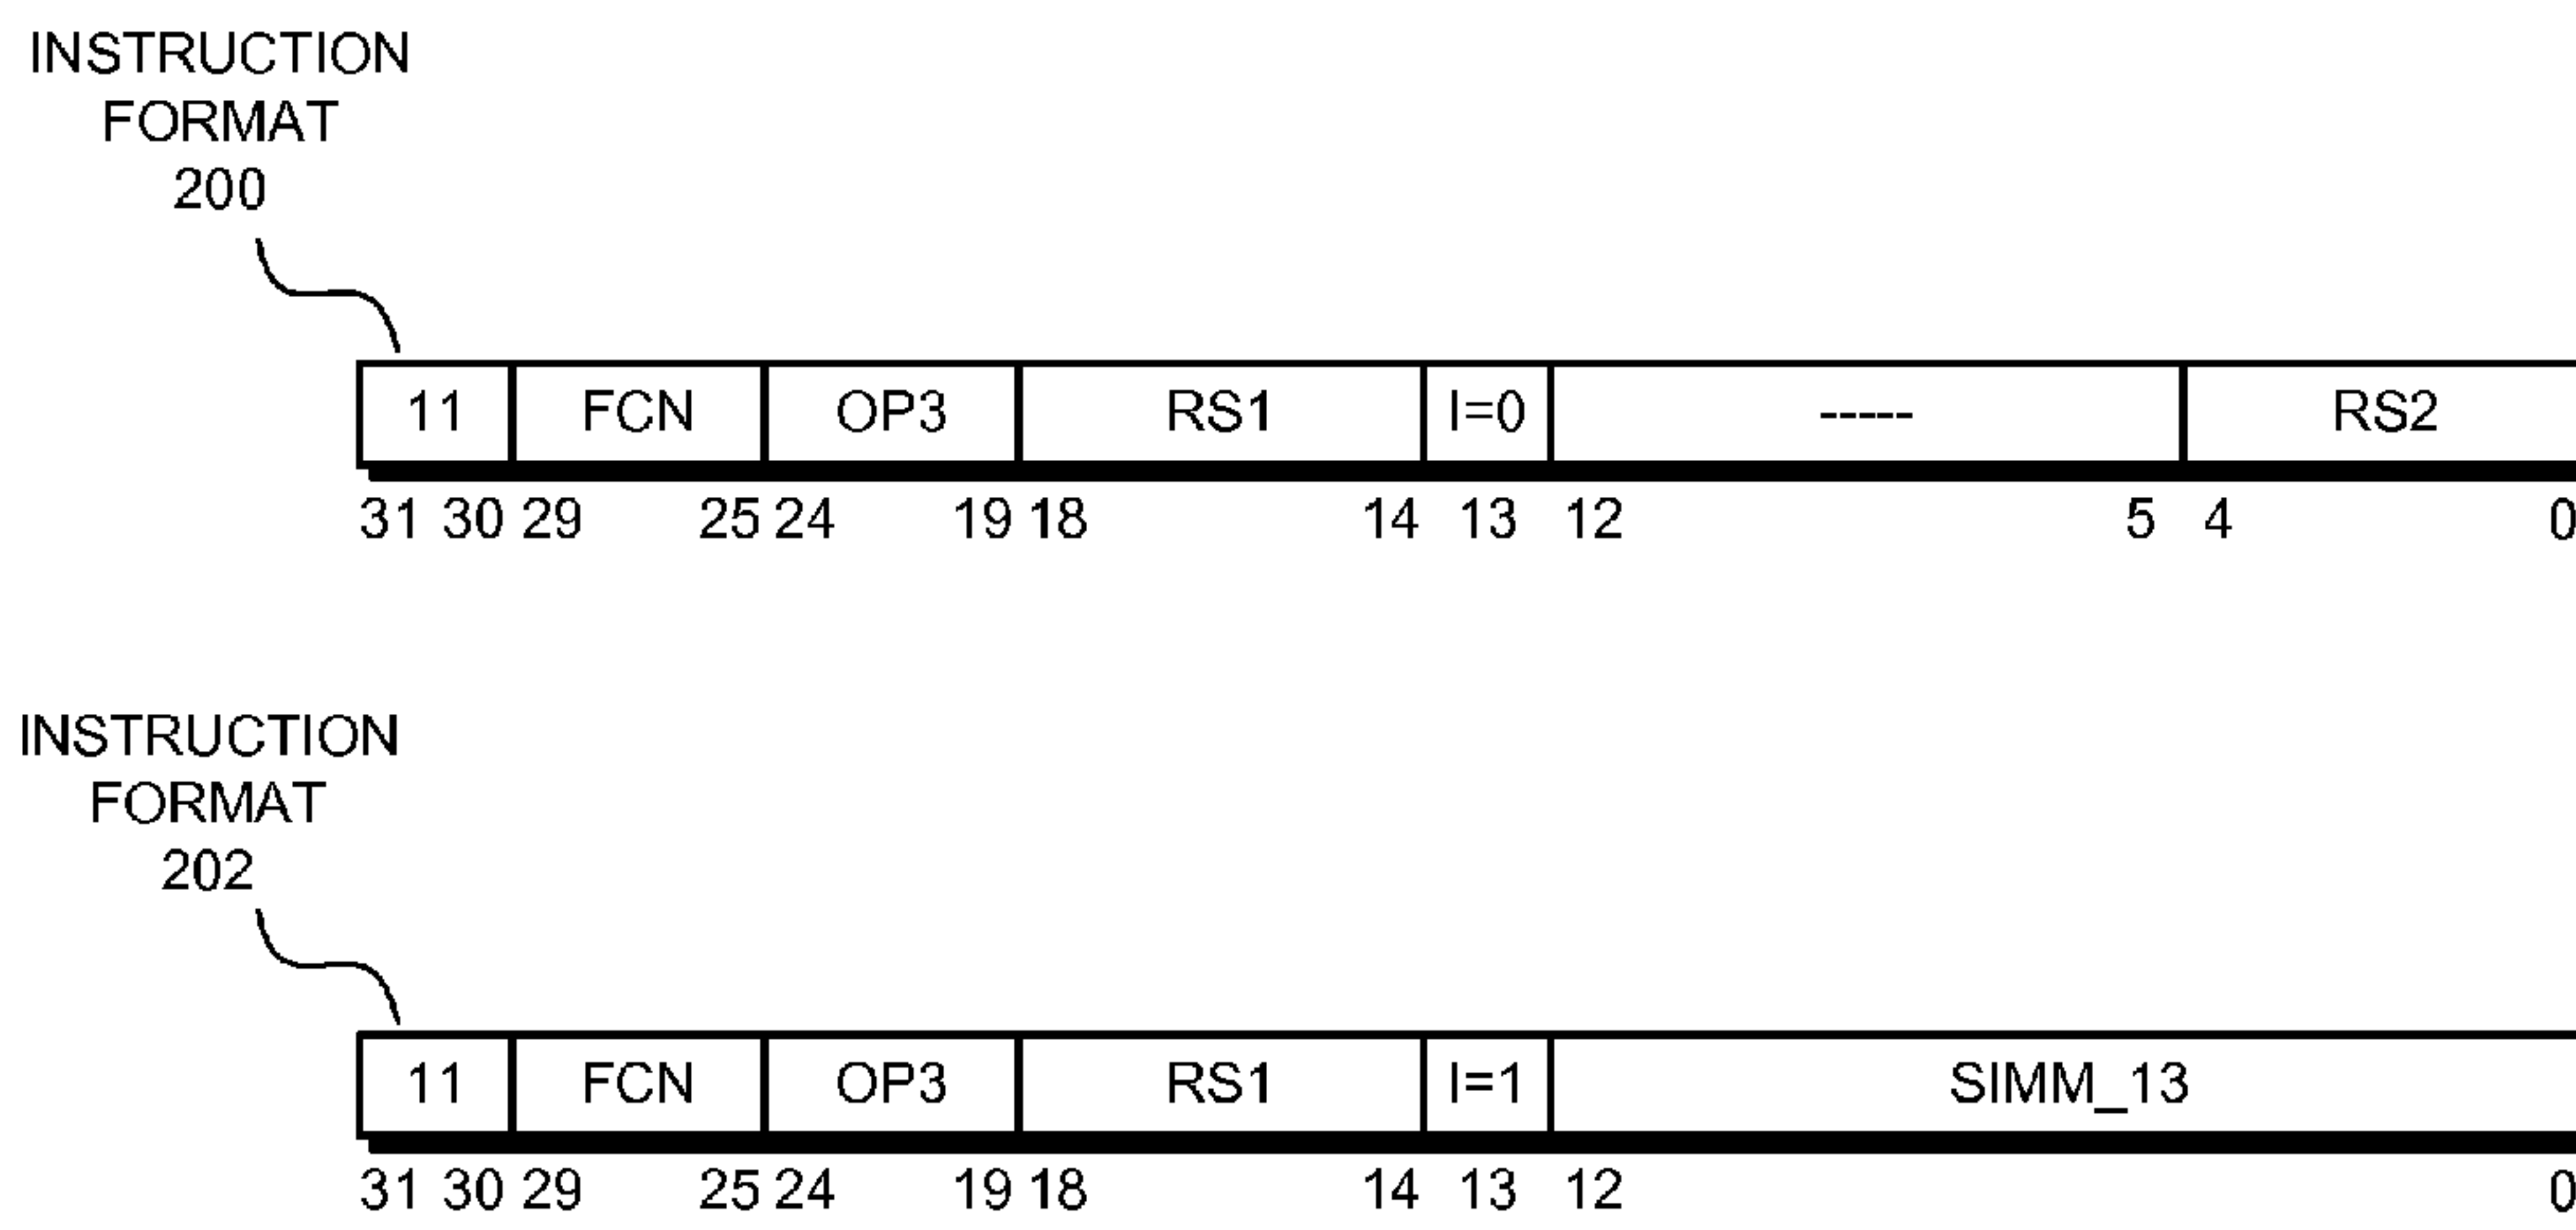 INSTRUCTION
FORMAT
200
11 FCN OP3 RS1 I=0 ----- RS2
31 30 29 25 24 19 18 14 13 12 5 4 0
INSTRUCTION
FORMAT
202
11 FCN OP3 RS1 I=1 SIMM_13
31 30 29 25 24 19 18 14 13 12 0